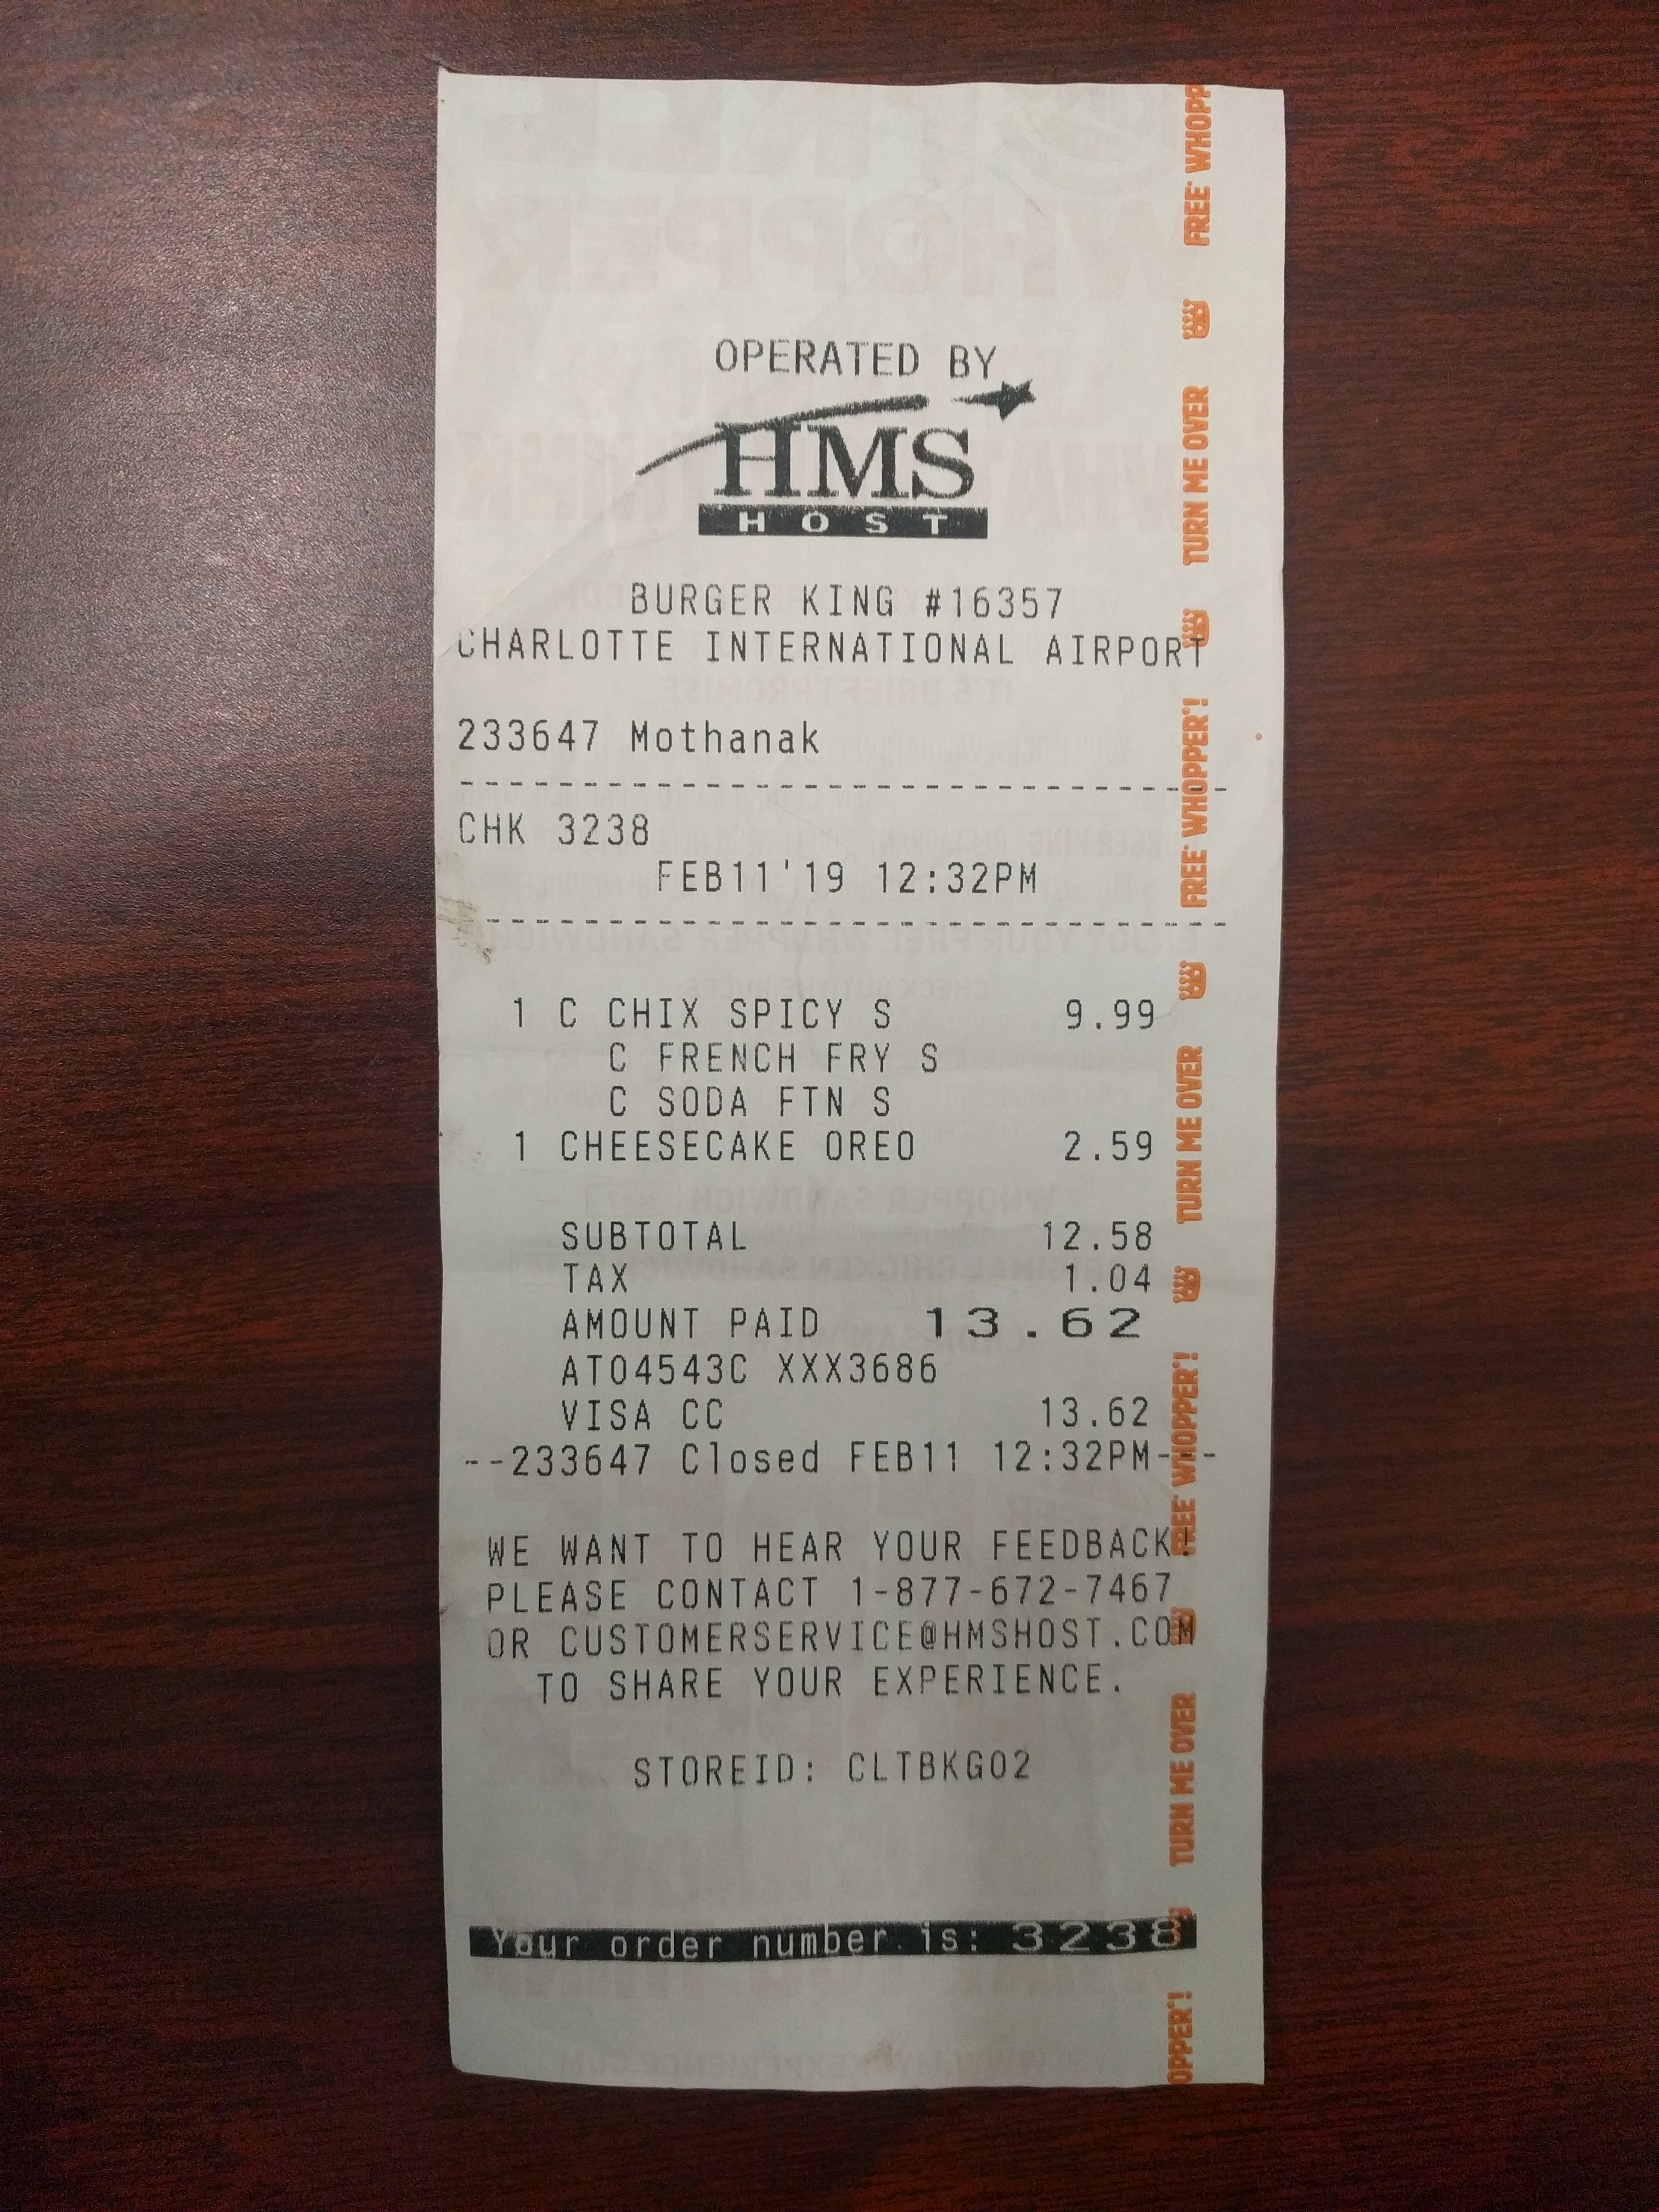 OPERATED BY
HMS
HOST
BURGER KING #16357
CHARLOTTE INTERNATIONAL AIRPORT
233647 Mothanak
--------------------------------
CHK 3238
FEB11'19 12:32PM
--------------------------------
1 C CHIX SPICY S 9.99
C FRENCH FRY S
C SODA FTN S
1 CHEESECAKE OREO 2.59
SUBTOTAL 12.58
TAX 1.04
AMOUNT PAID 13.62
AT04543C XXX3686
VISA CC 13.62
--233647 Closed FEB11 12:32PM---
WE WANT TO HEAR YOUR FEEDBACK!
PLEASE CONTACT 1-877-672-7467
OR CUSTOMERSERVICE@HMSHOST.COM
TO SHARE YOUR EXPERIENCE.
STOREID: CLTBKG02
Your order number is: 3238
OPPER!
TURN ME OVER
FREE WHOPPER!
TURN ME OVER
FREE WHOPPER!
TURN ME OVER
FREE WHOPP